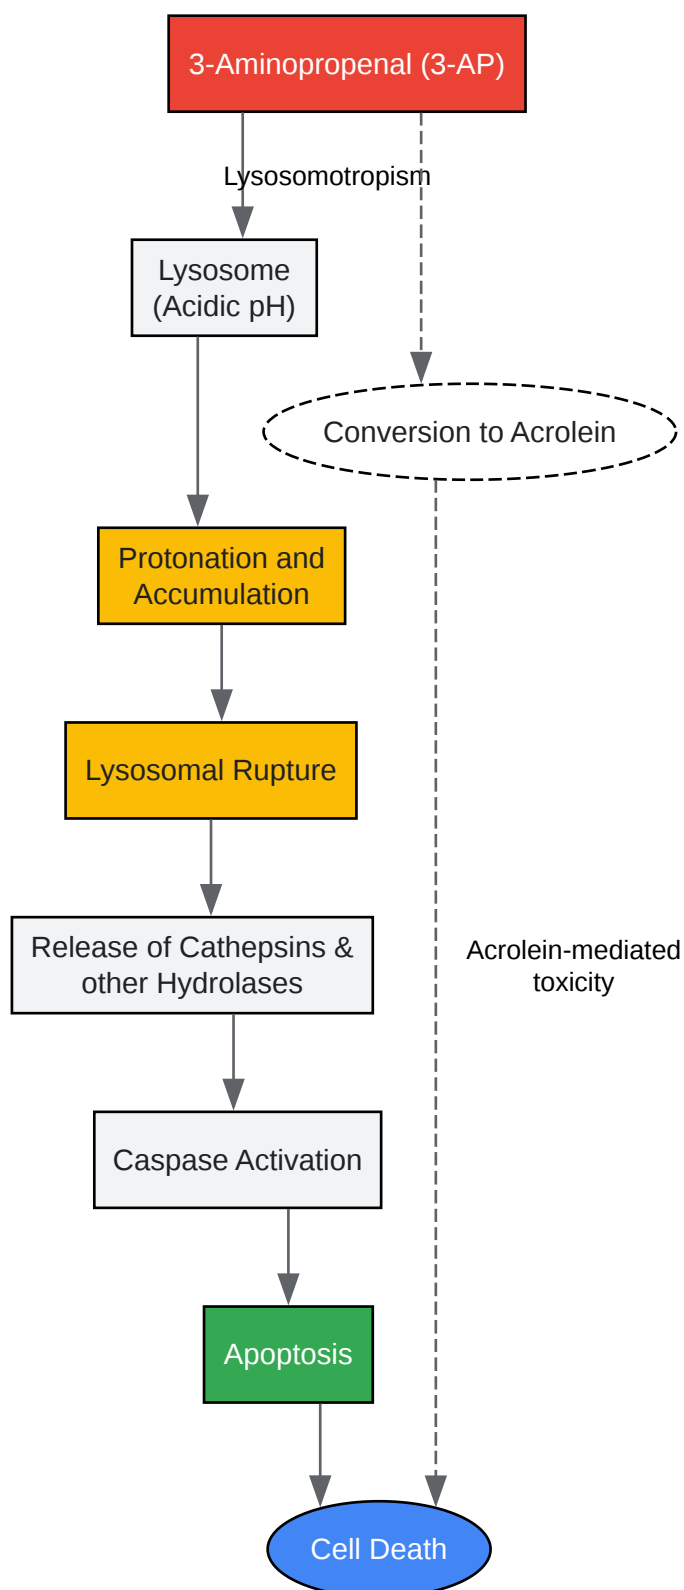 3-Aminopropenal (3-AP)
Lysosomotropism
Lysosome
(Acidic pH)
Conversion to Acrolein
Protonation and
Accumulation
Lysosomal Rupture
Release of Cathepsins &
other Hydrolases
Acrolein-mediated
toxicity
Caspase Activation
Apoptosis
Cell Death